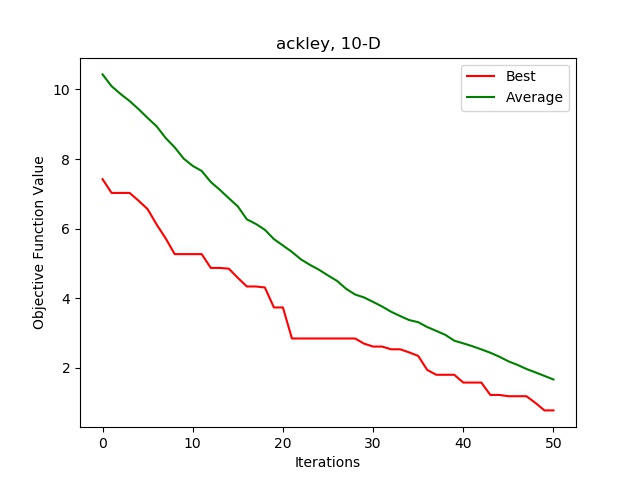 ackley, 10-D
Best
Average
Objective Function Value
10
8
6
4
2
0 10 20 30 40 50
Iterations